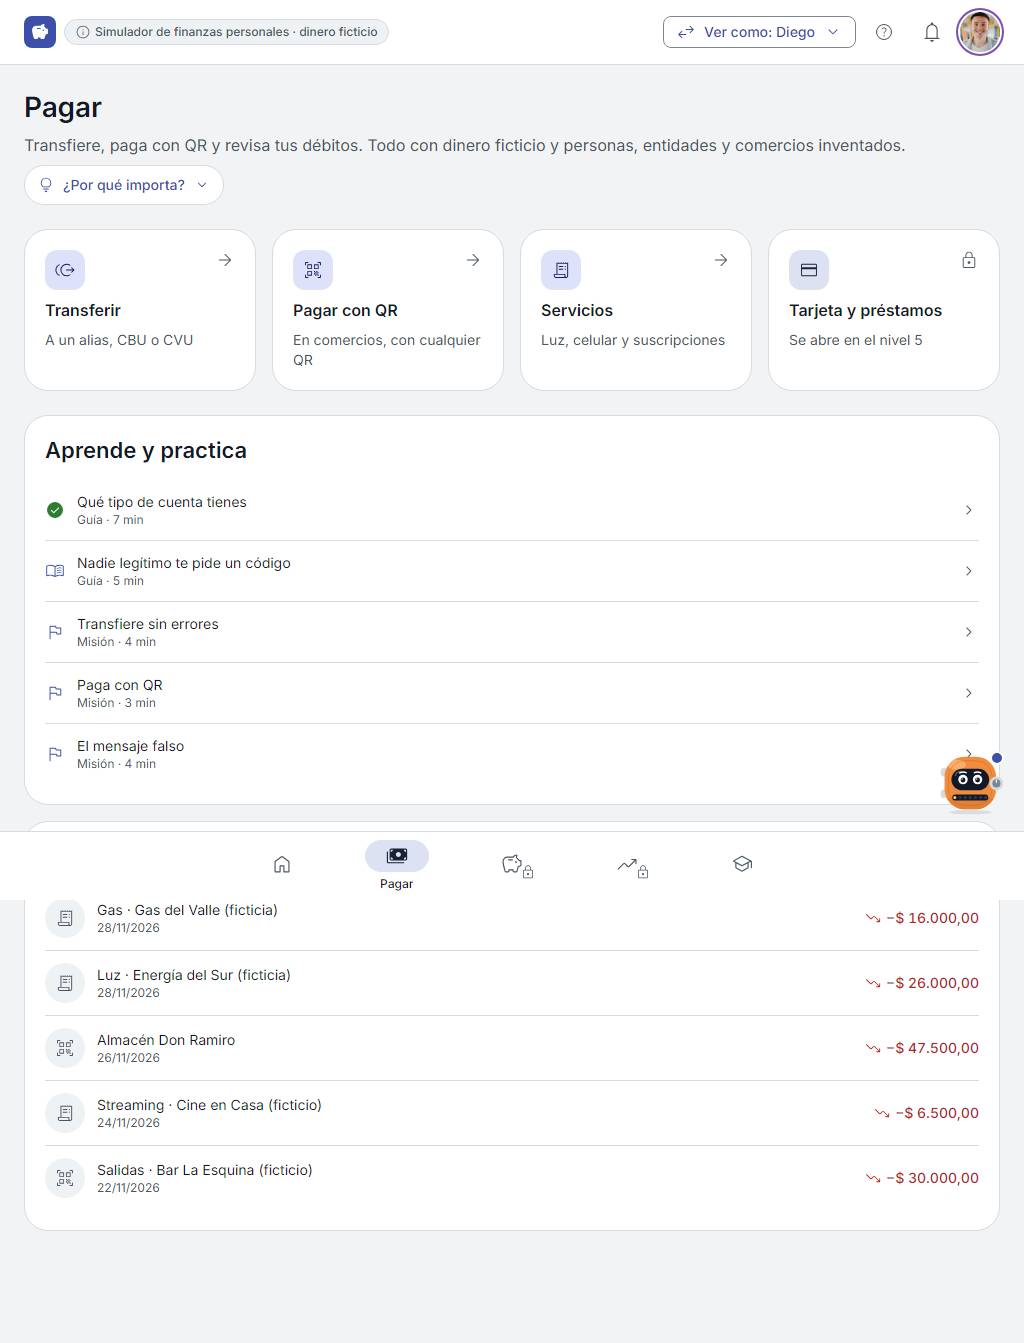 Simulador de finanzas personales · dinero ficticio
Ver como: Diego
Pagar
Transfiere, paga con QR y revisa tus débitos. Todo con dinero ficticio y personas, entidades y comercios inventados.
¿Por qué importa?
Transferir
A un alias, CBU o CVU
Pagar con QR
En comercios, con cualquier
QR
Servicios
Luz, celular y suscripciones
Tarjeta y préstamos
Se abre en el nivel 5
Aprende y practica
Qué tipo de cuenta tienes
Guía · 7 min
Nadie legítimo te pide un código
Guía · 5 min
Transfiere sin errores
Misión · 4 min
Paga con QR
Misión · 3 min
El mensaje falso
Misión · 4 min
Pagar
Gas · Gas del Valle (ficticia)
28/11/2026
−$ 16.000,00
Luz · Energía del Sur (ficticia)
28/11/2026
−$ 26.000,00
Almacén Don Ramiro
26/11/2026
−$ 47.500,00
Streaming · Cine en Casa (ficticio)
24/11/2026
−$ 6.500,00
Salidas · Bar La Esquina (ficticio)
22/11/2026
−$ 30.000,00